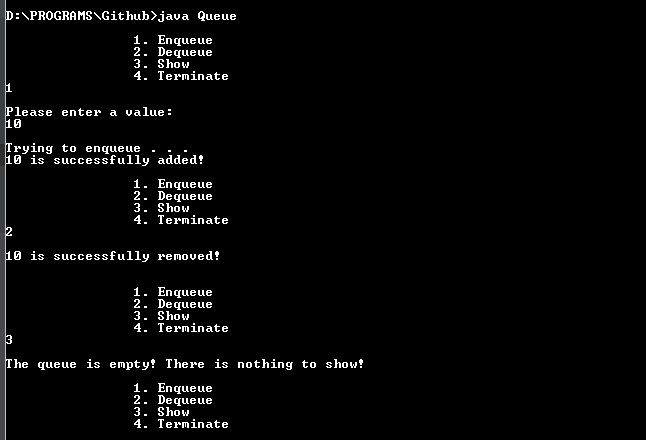 D:\PROGRAMS\Github>java Queue
1. Enqueue
2. Dequeue
3. Show
4. Terminate
1
Please enter a value:
10
Trying to enqueue . . .
10 is successfully added!
1. Enqueue
2. Dequeue
3. Show
4. Terminate
2
10 is successfully removed!
1. Enqueue
2. Dequeue
3. Show
4. Terminate
3
The queue is empty! There is nothing to show!
1. Enqueue
2. Dequeue
3. Show
4. Terminate